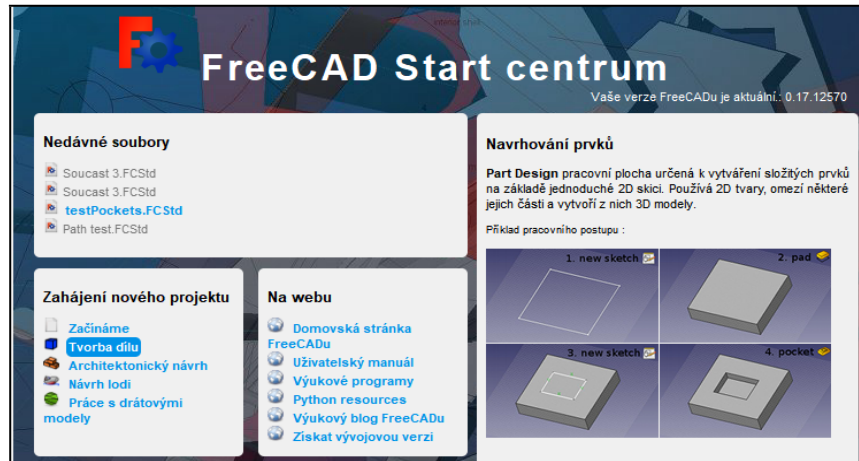 interior shell
FreeCAD Start centrum
Vaše verze FreeCADu je aktuální.: 0.17.12570
Nedávné soubory
Soucast 3.FCStd
Soucast 3.FCStd
testPockets.FCStd
Path test.FCStd
Zahájení nového projektu
Začínáme
Tvorba dílu
Architektonický návrh
Návrh lodi
Práce s drátovými
modely
Na webu
Domovská stránka
FreeCADu
Uživatelský manuál
Výukové programy
Python resources
Výukový blog FreeCADu
Získat vývojovou verzi
Navrhování prvků
Part Design pracovní plocha určená k vytváření složitých prvků
na základě jednoduché 2D skici. Používá 2D tvary, omezí některé
jejich části a vytvoří z nich 3D modely.
Příklad pracovního postupu :
1. new sketch
2. pad
3. new sketch
4. pocket